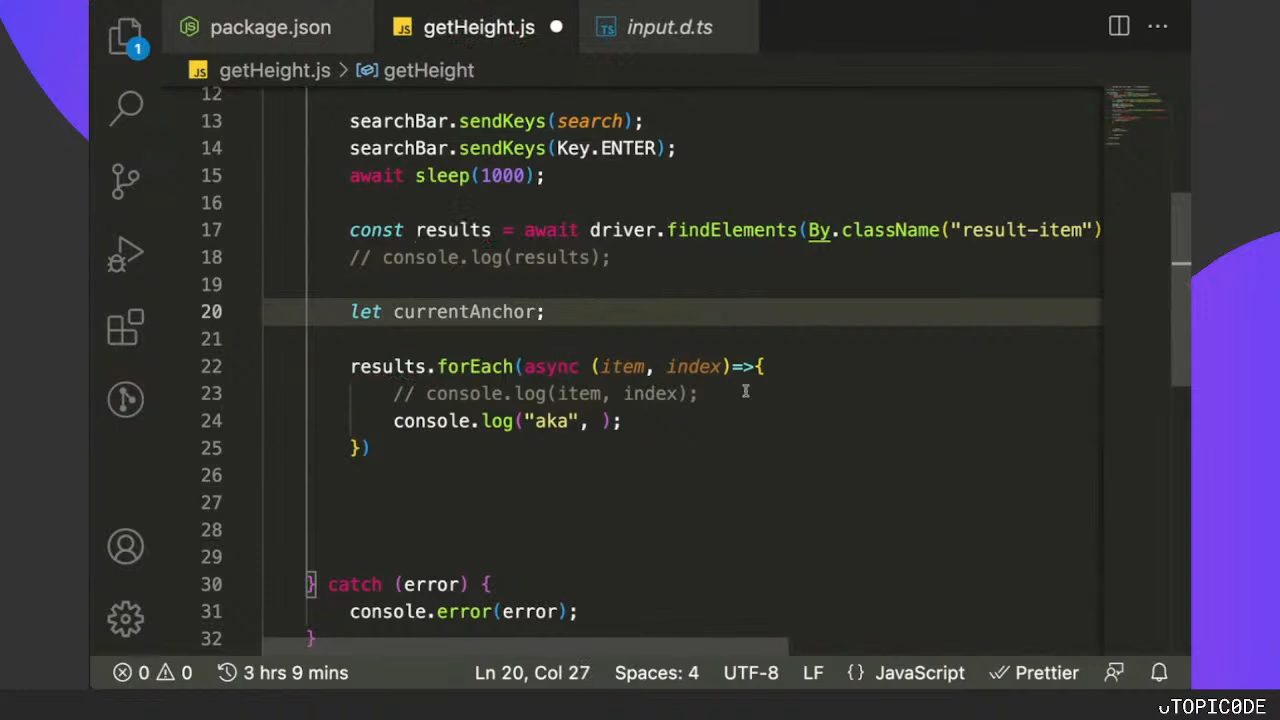 package.json
getHeight.js
input.d.ts
getHeight.js > getHeight
1
12
13 searchBar.sendKeys(search);
14 searchBar.sendKeys(Key.ENTER);
15 await sleep(1000);
16
17 const results = await driver.findElements(By.className("result-item")
18 // console.log(results);
19
20 let currentAnchor;
21
22 results.forEach(async (item, index)=>{
23 // console.log(item, index);
24 console.log("aka", );
25 })
26
27
28
29
30 } catch (error) {
31 console.error(error);
32 }
0 0 3 hrs 9 mins Ln 20, Col 27 Spaces: 4 UTF-8 LF {} JavaScript Prettier